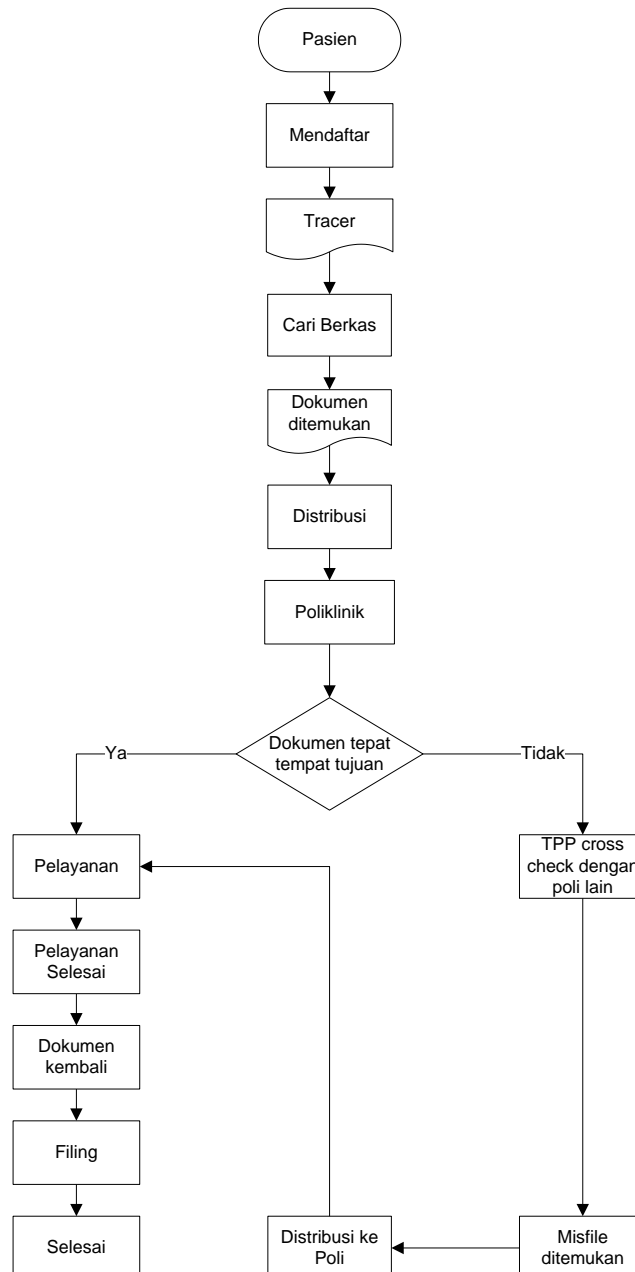 Pasien
Mendaftar
Tracer
Cari Berkas
Dokumen
ditemukan
Distribusi
Poliklinik
Dokumen tepat
tempat tujuan
Ya
Tidak
Pelayanan
TPP cross
check dengan
poli lain
Pelayanan
Selesai
Dokumen
kembali
Filing
Selesai
Distribusi ke
Poli
Misfile
ditemukan